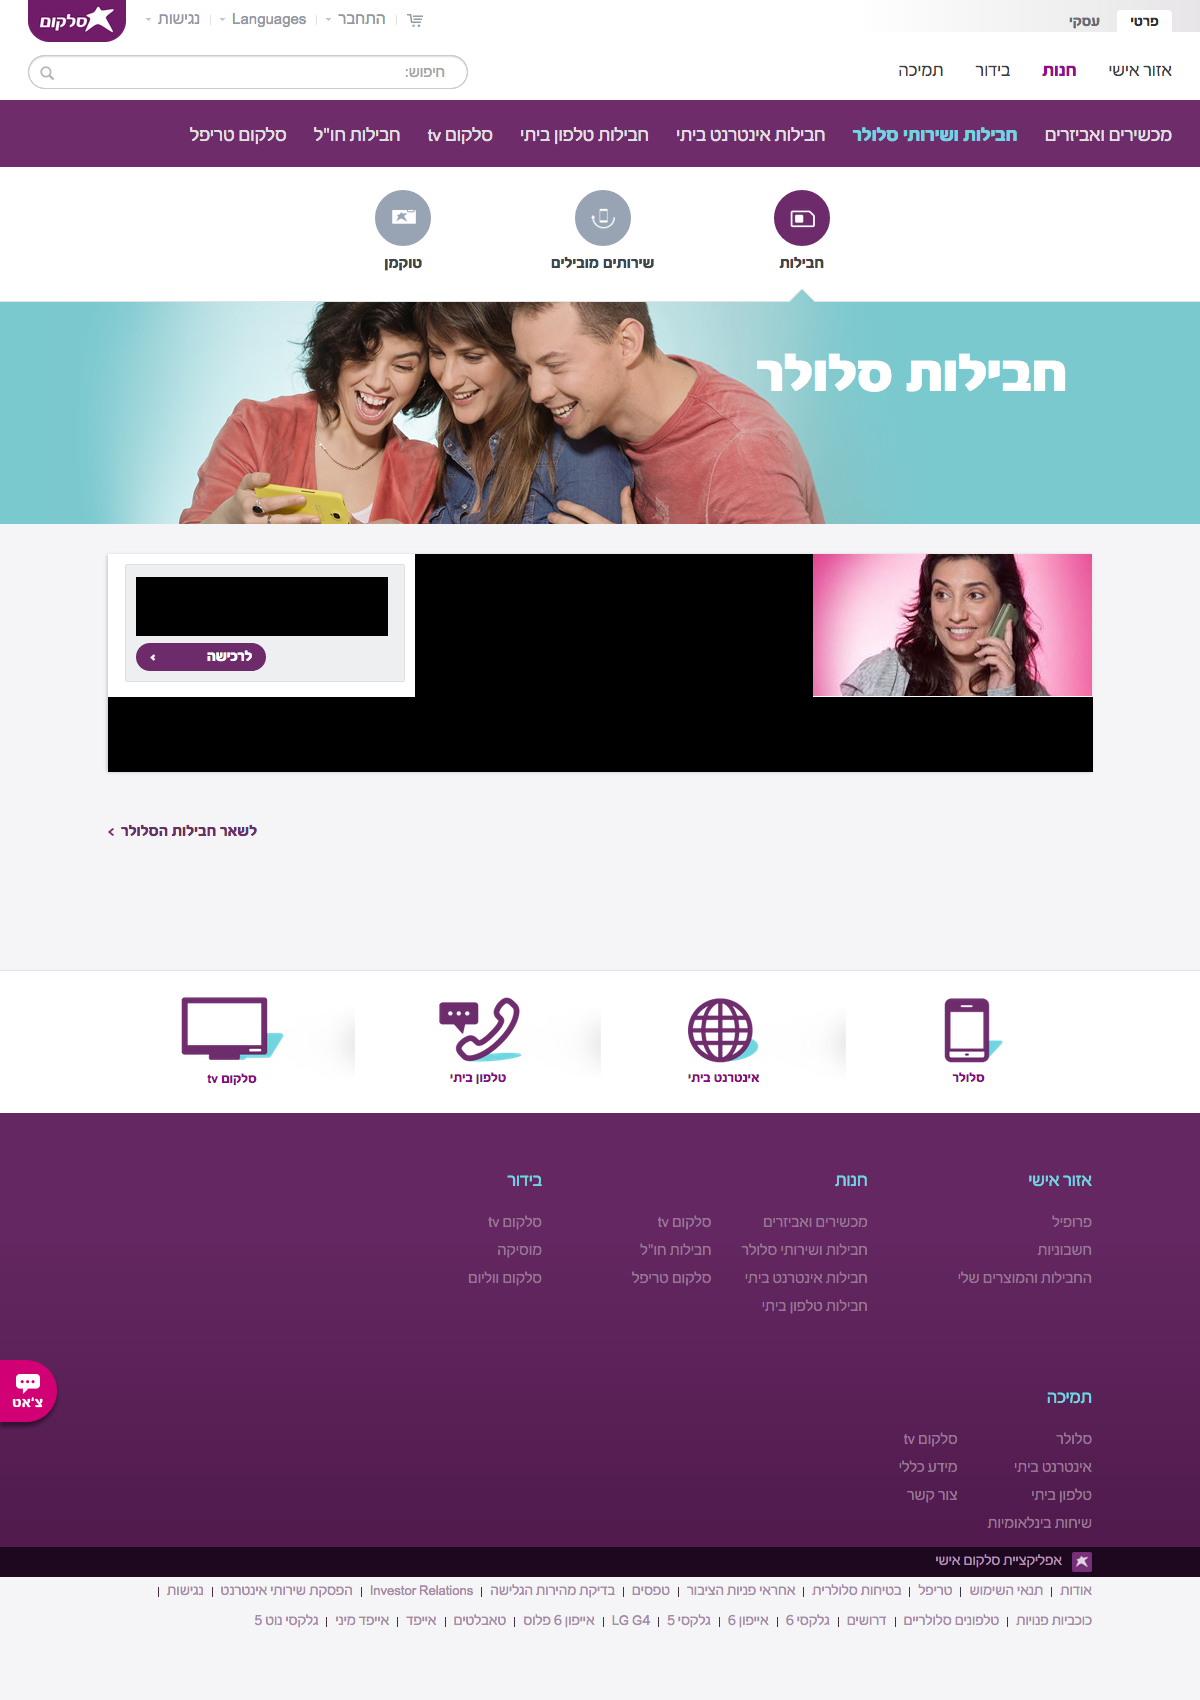 פרטי עסקי
התחבר Languages נגישות
סלקום
אזור אישי חנות בידור תמיכה
חיפוש:
מכשירים ואביזרים חבילות ושירותי סלולר חבילות אינטרנט ביתי חבילות טלפון ביתי סלקום tv חבילות חו"ל סלקום טריפל
חבילות שירותים מובילים טוקמן
חבילות סלולר
לרכישה
לשאר חבילות הסלולר
סלולר אינטרנט ביתי טלפון ביתי סלקום tv
אזור אישי
פרופיל
חשבוניות
החבילות והמוצרים שלי
חנות
מכשירים ואביזרים
חבילות ושירותי סלולר
חבילות אינטרנט ביתי
חבילות טלפון ביתי
סלקום tv
חבילות חו"ל
סלקום טריפל
בידור
סלקום tv
מוסיקה
סלקום ווליום
צ'אט
תמיכה
סלולר
אינטרנט ביתי
טלפון ביתי
שיחות בינלאומיות
סלקום tv
מידע כללי
צור קשר
אפליקציית סלקום אישי
אודות | תנאי השימוש | טריפל | בטיחות סלולרית | אחראי פניות הציבור | טפסים | בדיקת מהירות הגלישה | Investor Relations | הפסקת שירותי אינטרנט | נגישות |
כוכביות פנויות | טלפונים סלולריים | דרושים | גלקסי 6 | אייפון 6 | גלקסי 5 | LG G4 | אייפון 6 פלוס | טאבלטים | אייפד | אייפד מיני | גלקסי נוט 5